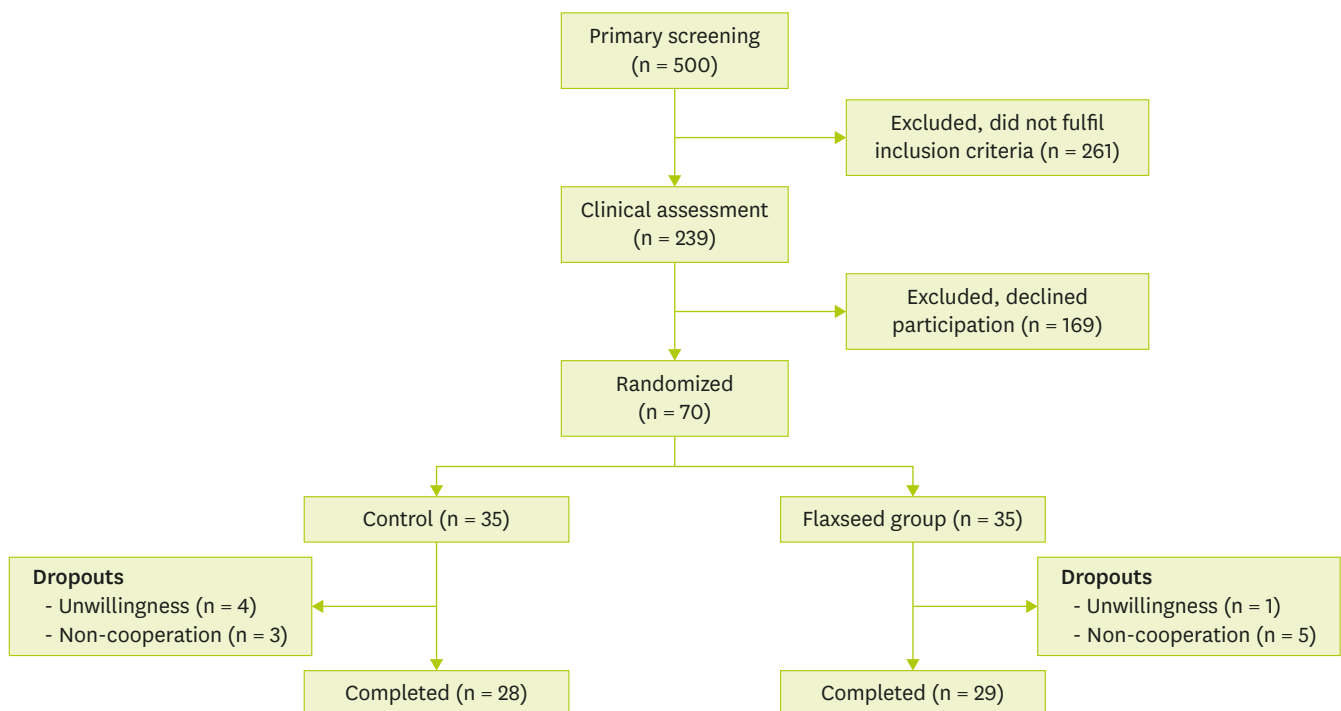 Primary screening
(n = 500)
Excluded, did not fulfil
inclusion criteria (n = 261)
Clinical assessment
(n = 239)
Excluded, declined
participation (n = 169)
Randomized
(n = 70)
Control (n = 35)
Flaxseed group (n = 35)
Dropouts
- Unwillingness (n = 4)
- Non-cooperation (n = 3)
Dropouts
- Unwillingness (n = 1)
- Non-cooperation (n = 5)
Completed (n = 28)
Completed (n = 29)